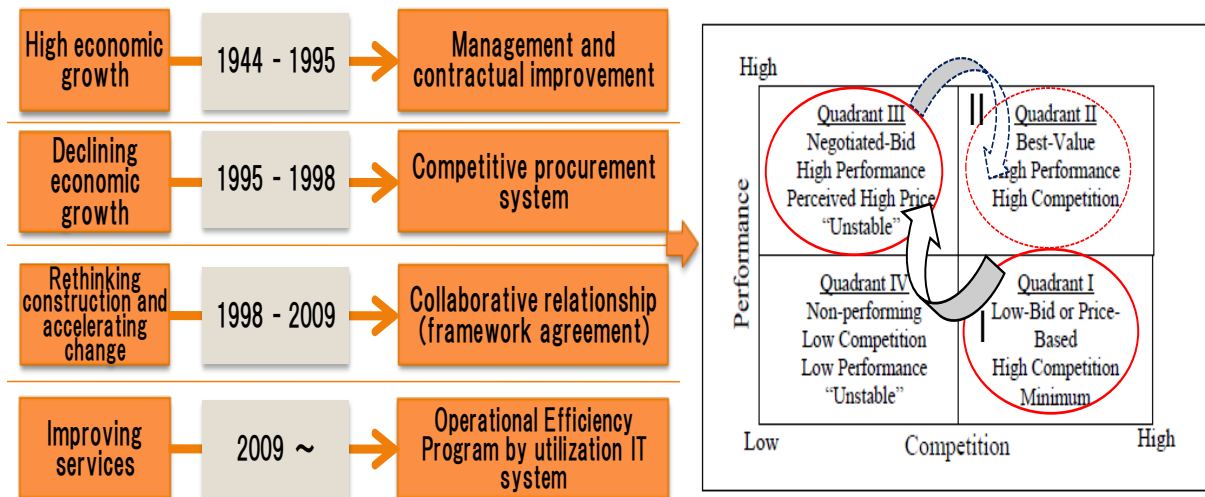 High economic
growth
1944 - 1995
Management and
contractual improvement
Declining
economic
growth
1995 - 1998
Competitive procurement
system
Rethinking
construction and
accelerating
change
1998 - 2009
Collaborative relationship
(framework agreement)
Improving
services
2009 ~
Operational Efficiency
Program by utilization IT
system
High
Performance
Quadrant III
Negotiated-Bid
High Performance
Perceived High Price
“Unstable”
II
Quadrant II
Best-Value
High Performance
High Competition
Quadrant IV
Non-performing
Low Competition
Low Performance
“Unstable”
I
Quadrant I
Low-Bid or Price-
Based
High Competition
Minimum
Low
Competition
High